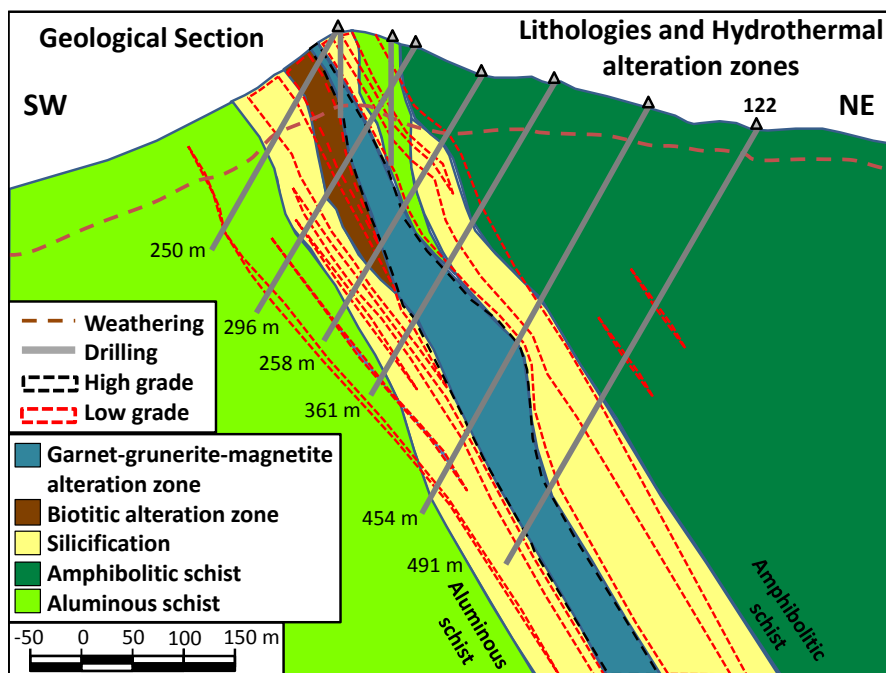 Geological Section
Lithologies and Hydrothermal
alteration zones
SW
122
NE
250 m
296 m
258 m
361 m
454 m
491 m
Weathering
Drilling
High grade
Low grade
Garnet-grunerite-magnetite
alteration zone
Biotitic alteration zone
Silicification
Amphibolitic schist
Aluminous schist
-50 0 50 100 150 m
Aluminous
schist
Amphibolitic
schist